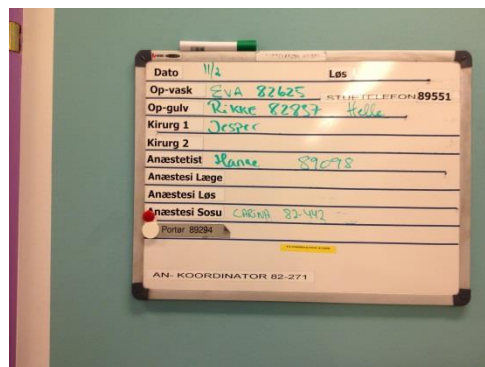 Dato 11/2 Løs
Op-vask EVA 82625 STUETELEFON 89551
Op-gulv Rikke 82837 Helle
Kirurg 1 Jesper
Kirurg 2
Anæstetist Hanne 89098
Anæstesi Læge
Anæstesi Løs
Anæstesi Sosu CARINA 82-442
Portør 89294
AN- KOORDINATOR 82-271